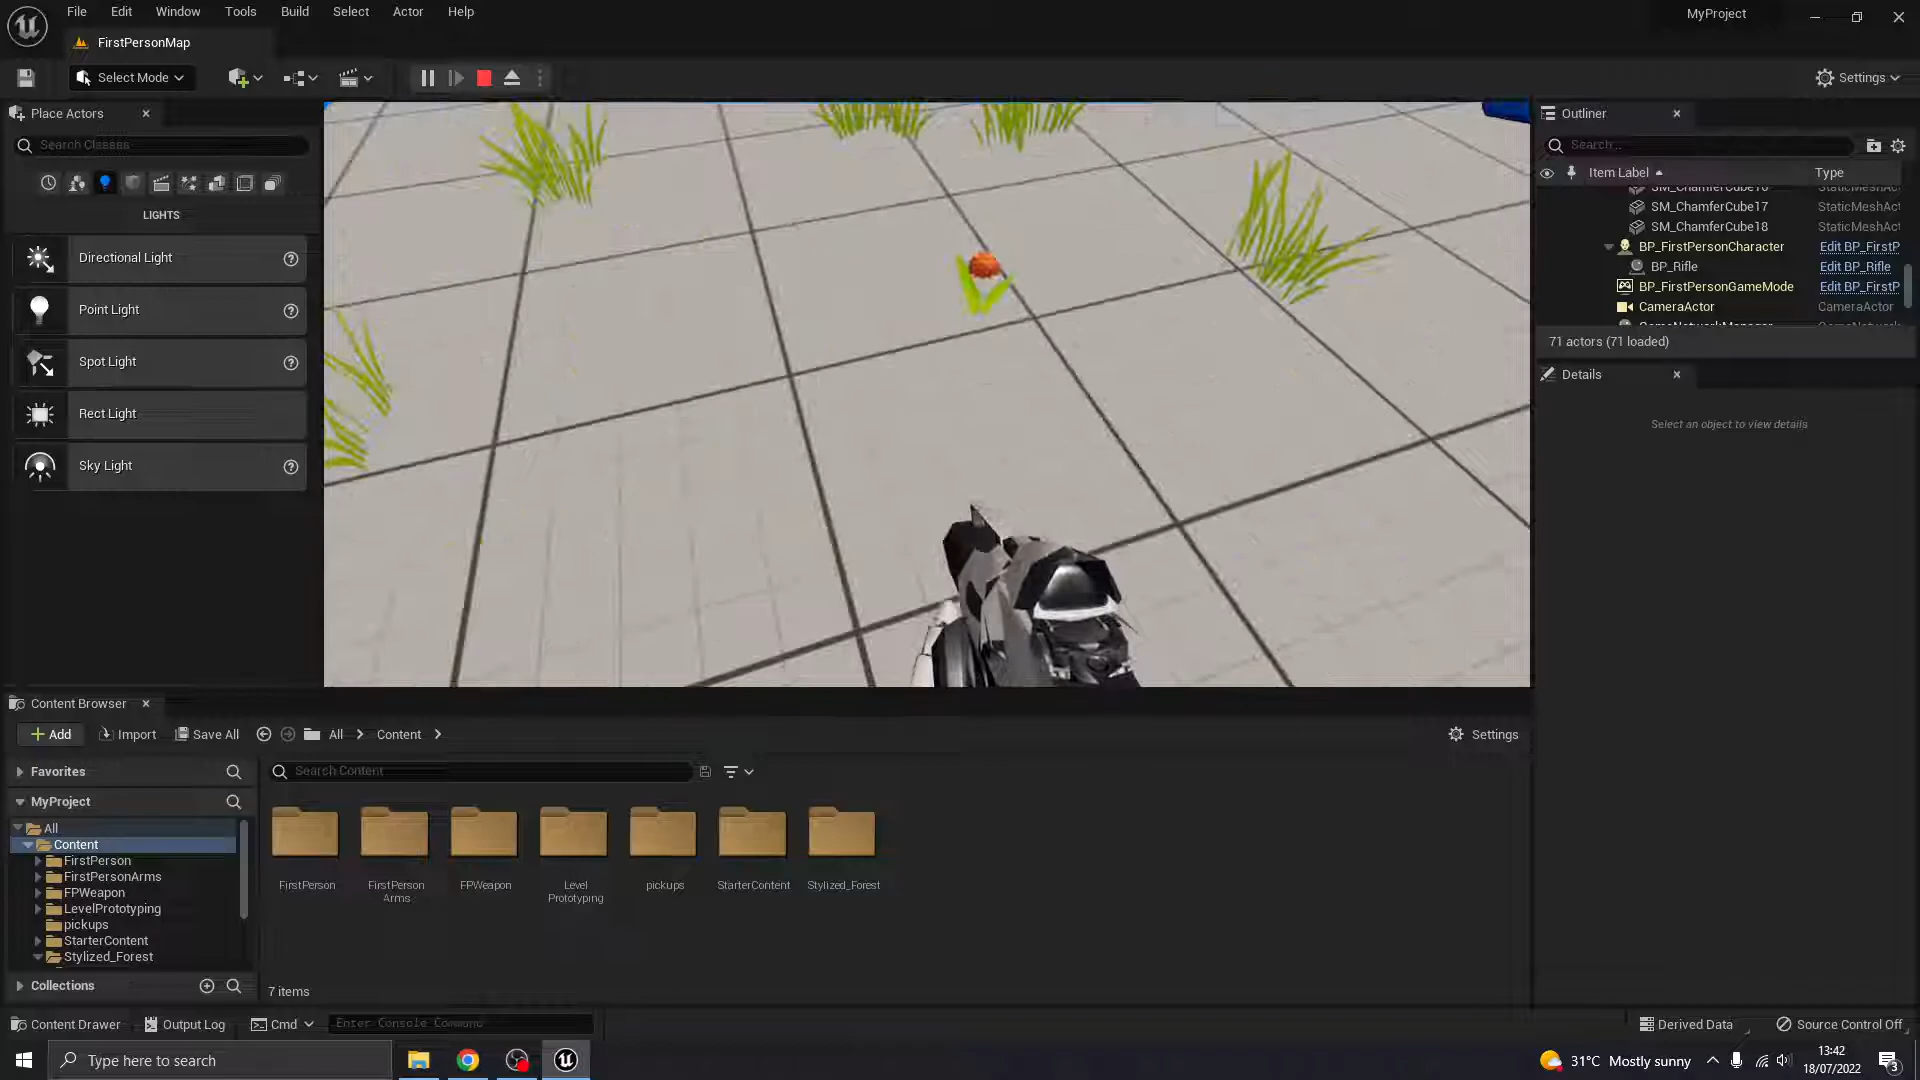 File Edit Window Tools Build Select Actor Help
MyProject
FirstPersonMap
Select Mode
Settings
Place Actors
Search Classes
LIGHTS
Directional Light
Point Light
Spot Light
Rect Light
Sky Light
Outliner
Search...
Item Label Type
SM_ChamferCube16 StaticMeshAct
SM_ChamferCube17 StaticMeshAct
SM_ChamferCube18 StaticMeshAct
BP_FirstPersonCharacter Edit BP_FirstP
BP_Rifle Edit BP_Rifle
BP_FirstPersonGameMode Edit BP_FirstP
CameraActor CameraActor
GameNetworkManager GameNetwork
71 actors (71 loaded)
Details
Select an object to view details
Content Browser
Add Import Save All All Content Settings
Favorites
Search Content
MyProject
All
Content
FirstPerson
FirstPersonArms
FPWeapon
LevelPrototyping
pickups
StarterContent
Stylized_Forest
FirstPerson
FirstPerson
Arms
FPWeapon
Level
Prototyping
pickups
StarterContent
Stylized_Forest
Collections
7 items
Content Drawer Output Log Cmd Enter Console Command Derived Data Source Control Off
Type here to search
31°C Mostly sunny
13:42
18/07/2022
3